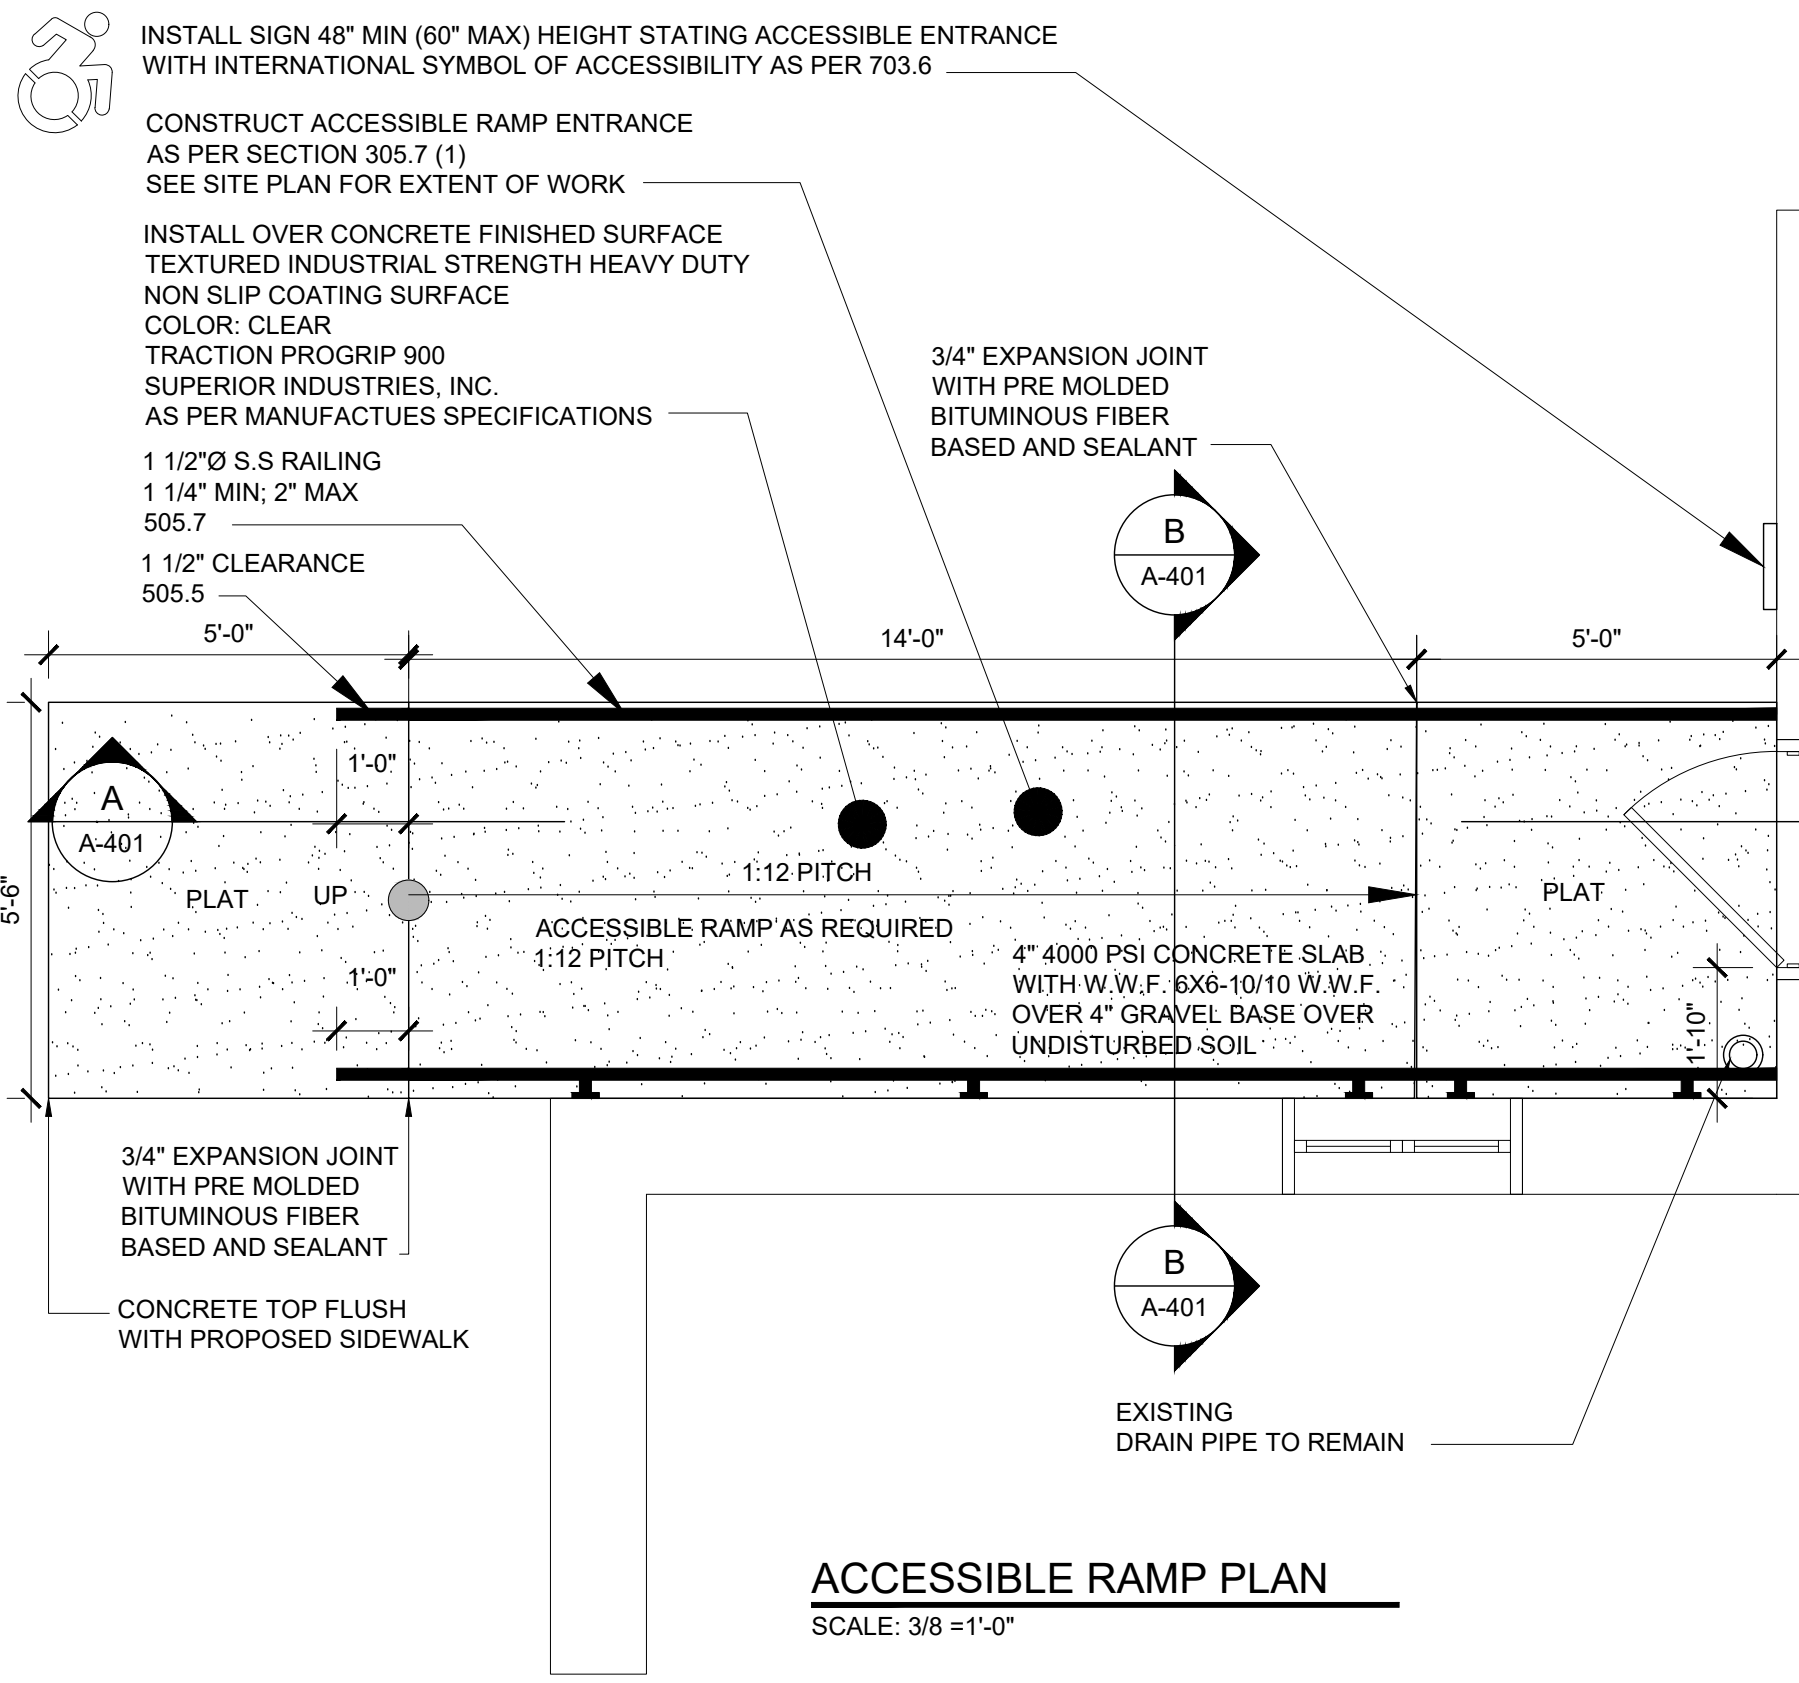 INSTALL SIGN 48" MIN (60" MAX) HEIGHT STATING ACCESSIBLE ENTRANCE
WITH INTERNATIONAL SYMBOL OF ACCESSIBILITY AS PER 703.6
CONSTRUCT ACCESSIBLE RAMP ENTRANCE
AS PER SECTION 305.7 (1)
SEE SITE PLAN FOR EXTENT OF WORK
INSTALL OVER CONCRETE FINISHED SURFACE
TEXTURED INDUSTRIAL STRENGTH HEAVY DUTY
NON SLIP COATING SURFACE
COLOR: CLEAR
TRACTION PROGRIP 900
SUPERIOR INDUSTRIES, INC.
AS PER MANUFACTUES SPECIFICATIONS
3/4" EXPANSION JOINT
WITH PRE MOLDED
BITUMINOUS FIBER
BASED AND SEALANT
1 1/2"Ø S.S RAILING
1 1/4" MIN; 2" MAX
505.7
1 1/2" CLEARANCE
505.5
B
A-401
5'-0"
14'-0"
5'-0"
1'-0"
A
A-401
5'-6"
PLAT
UP
1:12 PITCH
PLAT
ACCESSIBLE RAMP AS REQUIRED
1:12 PITCH
1'-0"
4" 4000 PSI CONCRETE SLAB
WITH W.W.F. 6X6-10/10 W.W.F.
OVER 4" GRAVEL BASE OVER
UNDISTURBED SOIL
1'-10"
3/4" EXPANSION JOINT
WITH PRE MOLDED
BITUMINOUS FIBER
BASED AND SEALANT
CONCRETE TOP FLUSH
WITH PROPOSED SIDEWALK
B
A-401
EXISTING
DRAIN PIPE TO REMAIN
ACCESSIBLE RAMP PLAN
SCALE: 3/8 =1'-0"